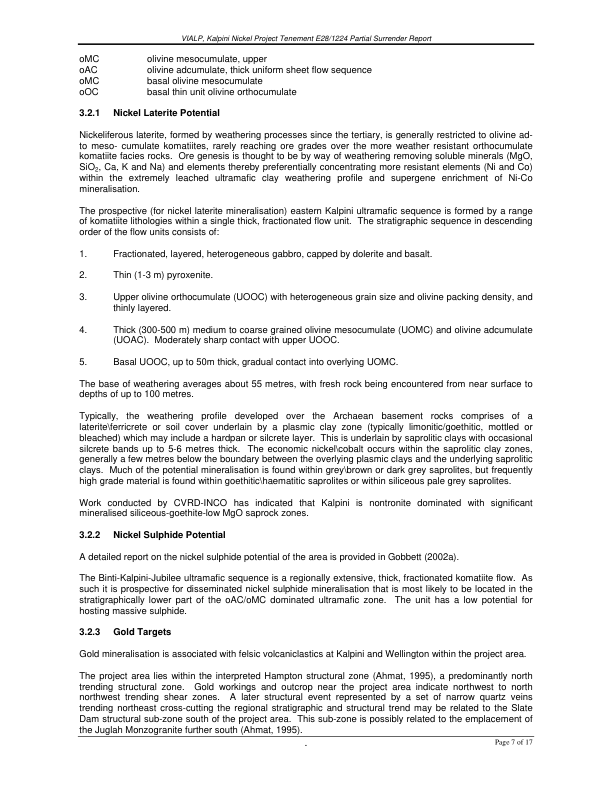 VIALP, Kalpini Nickel Project Tenement E28/1224 Partial Surrender Report
oMC olivine mesocumulate, upper
oAC olivine adcumulate, thick uniform sheet flow sequence
oMC basal olivine mesocumulate
oOC basal thin unit olivine orthocumulate
3.2.1 Nickel Laterite Potential
Nickeliferous laterite, formed by weathering processes since the tertiary, is generally restricted to olivine ad-
to meso- cumulate komatiites, rarely reaching ore grades over the more weather resistant orthocumulate
komatiite facies rocks. Ore genesis is thought to be by way of weathering removing soluble minerals (MgO,
SiO2, Ca, K and Na) and elements thereby preferentially concentrating more resistant elements (Ni and Co)
within the extremely leached ultramafic clay weathering profile and supergene enrichment of Ni-Co
mineralisation.
The prospective (for nickel laterite mineralisation) eastern Kalpini ultramafic sequence is formed by a range
of komatiite lithologies within a single thick, fractionated flow unit. The stratigraphic sequence in descending
order of the flow units consists of:
1. Fractionated, layered, heterogeneous gabbro, capped by dolerite and basalt.
2. Thin (1-3 m) pyroxenite.
3. Upper olivine orthocumulate (UOOC) with heterogeneous grain size and olivine packing density, and
thinly layered.
4. Thick (300-500 m) medium to coarse grained olivine mesocumulate (UOMC) and olivine adcumulate
(UOAC). Moderately sharp contact with upper UOOC.
5. Basal UOOC, up to 50m thick, gradual contact into overlying UOMC.
The base of weathering averages about 55 metres, with fresh rock being encountered from near surface to
depths of up to 100 metres.
Typically, the weathering profile developed over the Archaean basement rocks comprises of a
laterite\ferricrete or soil cover underlain by a plasmic clay zone (typically limonitic/goethitic, mottled or
bleached) which may include a hardpan or silcrete layer. This is underlain by saprolitic clays with occasional
silcrete bands up to 5-6 metres thick. The economic nickel\cobalt occurs within the saprolitic clay zones,
generally a few metres below the boundary between the overlying plasmic clays and the underlying saprolitic
clays. Much of the potential mineralisation is found within grey\brown or dark grey saprolites, but frequently
high grade material is found within goethitic\haematitic saprolites or within siliceous pale grey saprolites.
Work conducted by CVRD-INCO has indicated that Kalpini is nontronite dominated with significant
mineralised siliceous-goethite-low MgO saprock zones.
3.2.2 Nickel Sulphide Potential
A detailed report on the nickel sulphide potential of the area is provided in Gobbett (2002a).
The Binti-Kalpini-Jubilee ultramafic sequence is a regionally extensive, thick, fractionated komatiite flow. As
such it is prospective for disseminated nickel sulphide mineralisation that is most likely to be located in the
stratigraphically lower part of the oAC/oMC dominated ultramafic zone. The unit has a low potential for
hosting massive sulphide.
3.2.3 Gold Targets
Gold mineralisation is associated with felsic volcaniclastics at Kalpini and Wellington within the project area.
The project area lies within the interpreted Hampton structural zone (Ahmat, 1995), a predominantly north
trending structural zone. Gold workings and outcrop near the project area indicate northwest to north
northwest trending shear zones. A later structural event represented by a set of narrow quartz veins
trending northeast cross-cutting the regional stratigraphic and structural trend may be related to the Slate
Dam structural sub-zone south of the project area. This sub-zone is possibly related to the emplacement of
the Juglah Monzogranite further south (Ahmat, 1995).
- Page 7 of 17